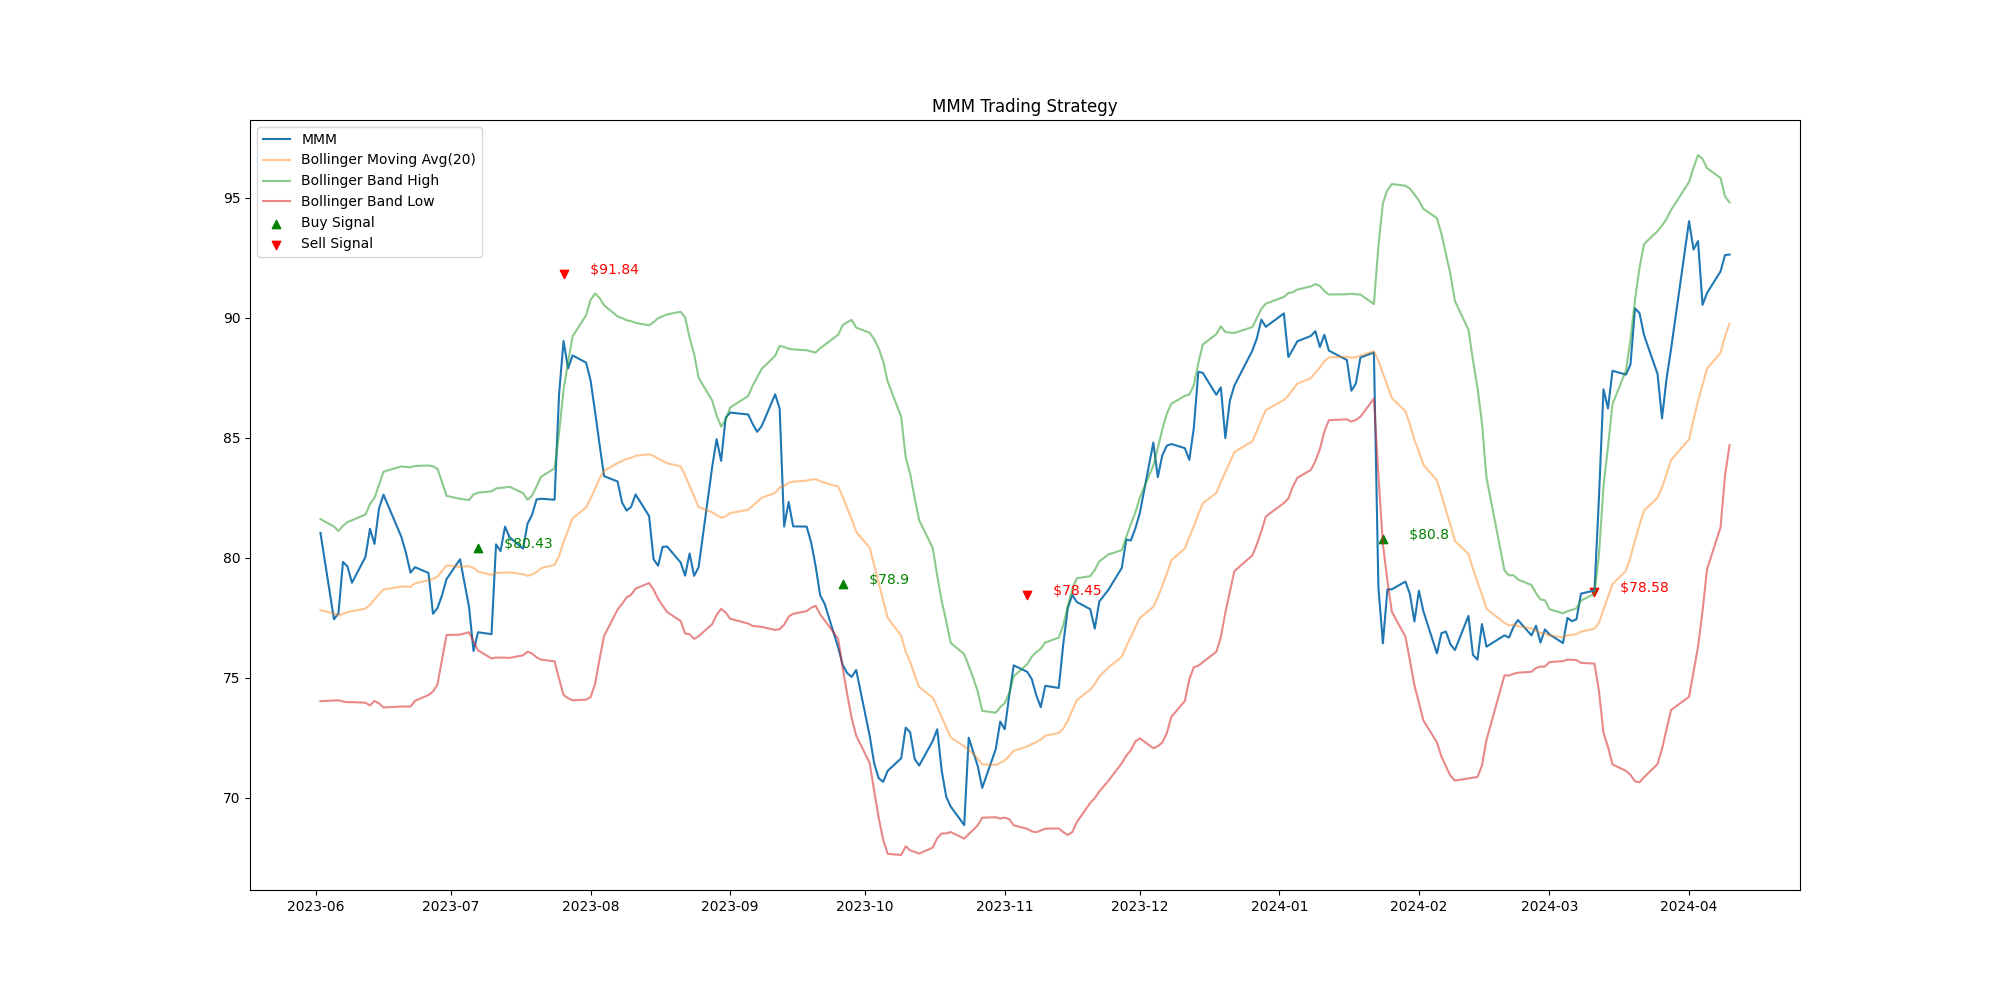 MMM Trading Strategy
MMM
Bollinger Moving Avg(20)
Bollinger Band High
Bollinger Band Low
Buy Signal
Sell Signal
95
90
85
80
75
70
$91.84
$80.43
$78.9
$78.45
$80.8
$78.58
2023-06 2023-07 2023-08 2023-09 2023-10 2023-11 2023-12 2024-01 2024-02 2024-03 2024-04